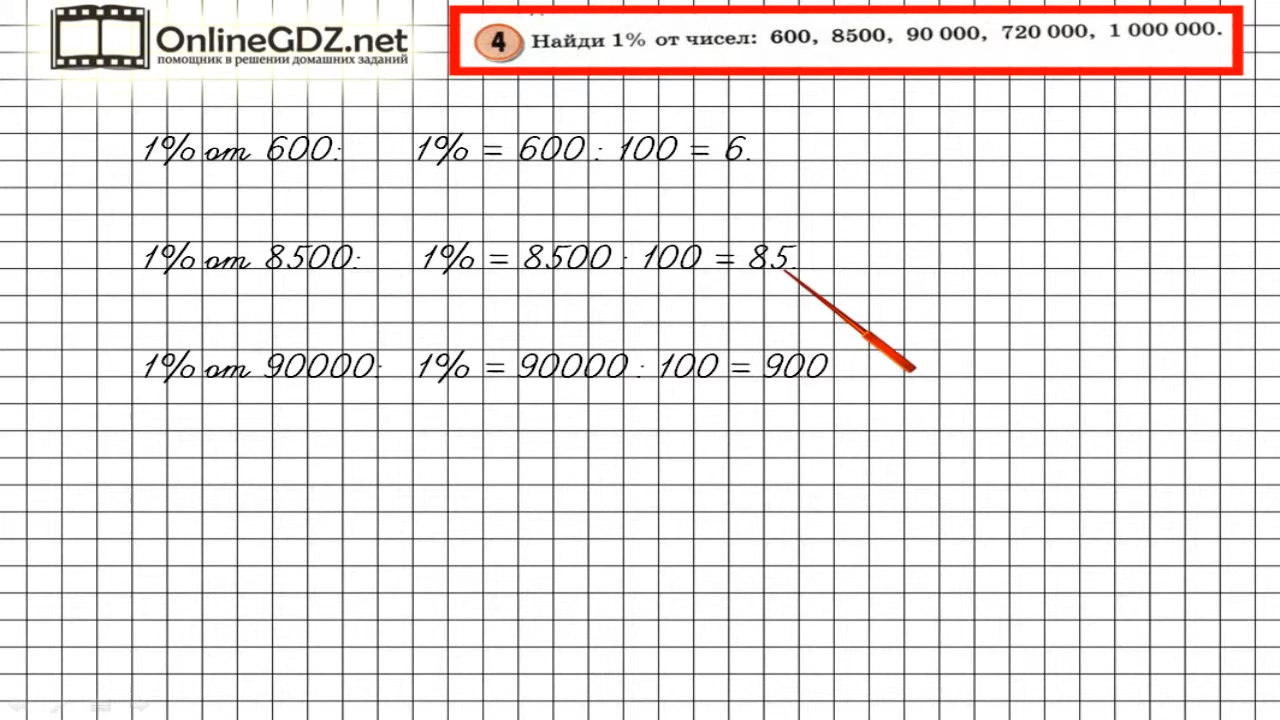 OnlineGDZ.net
помощник в решении домашних заданий
4 Найди 1% от чисел: 600, 8500, 90 000, 720 000, 1 000 000.
1% от 600: 1% = 600 : 100 = 6.
1% от 8500: 1% = 8500 : 100 = 85.
1% от 90000: 1% = 90000 : 100 = 900